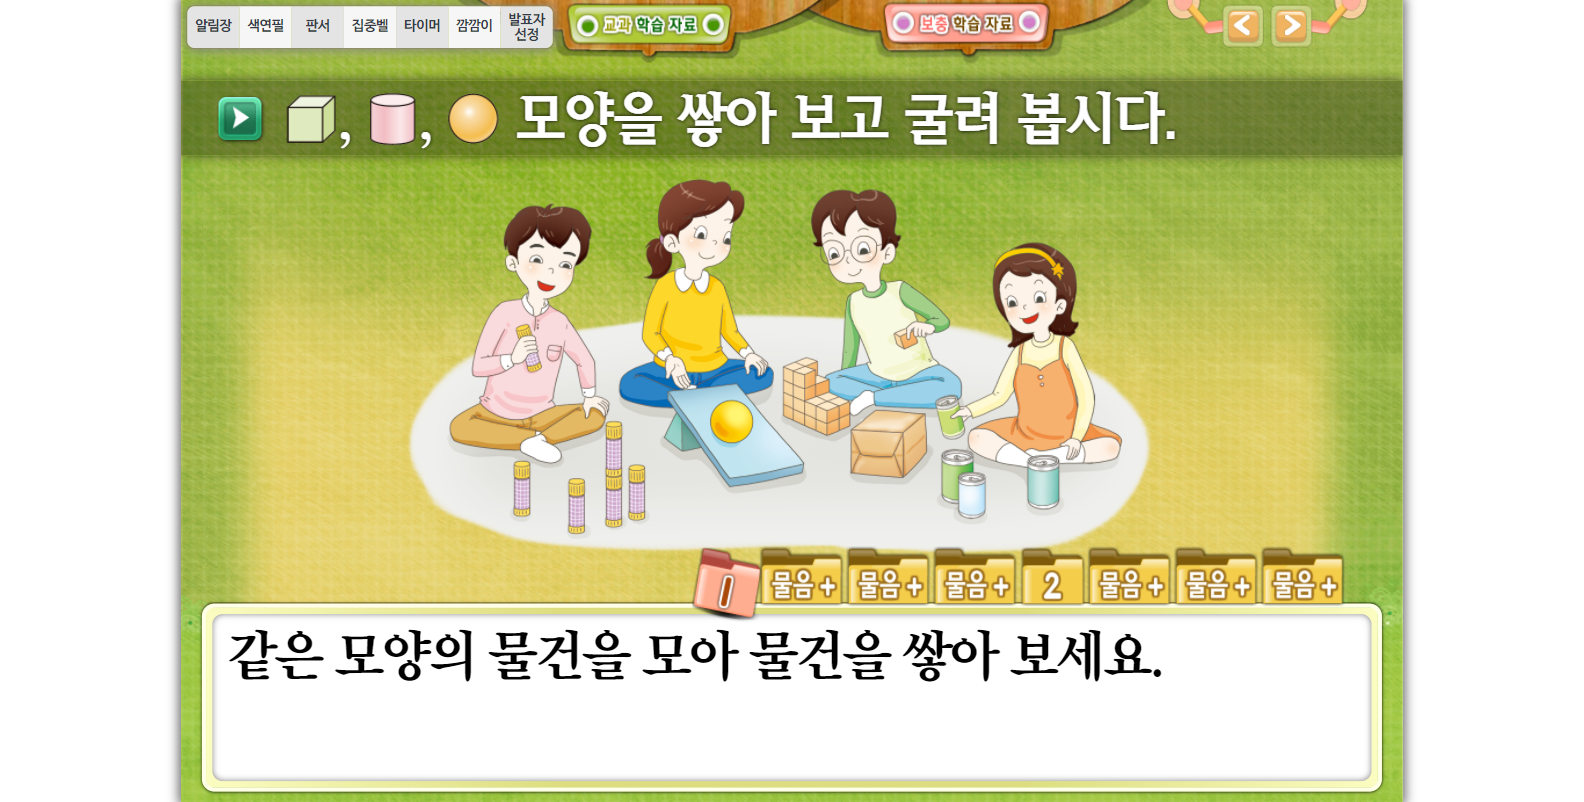 알림장 색연필 판서 집중벨 타이머 깜깜이 발표자
선정
교과 학습 자료
보충 학습 자료
, , 모양을 쌓아 보고 굴려 봅시다.
1 물음+ 물음+ 물음+ 2 물음+ 물음+ 물음+
같은 모양의 물건을 모아 물건을 쌓아 보세요.